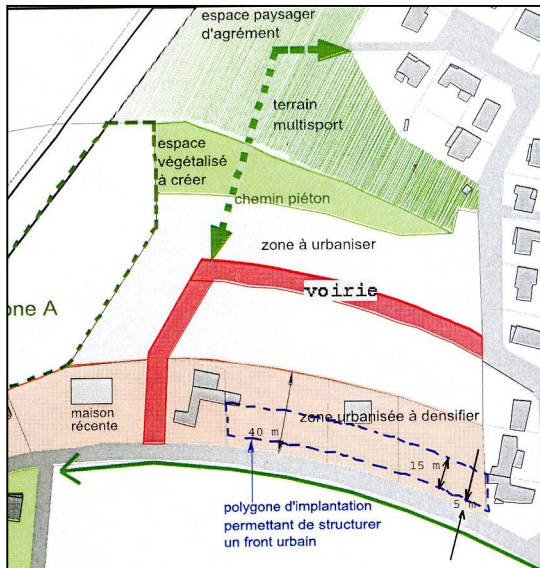 espace paysager
d'agrément
terrain
multisport
espace
végétalisé
à créer
chemin piéton
zone à urbaniser
voirie
one A
maison
récente
zone urbanisée à densifier
40 m
15 m
5 m
polygone d'implantation
permettant de structurer
un front urbain